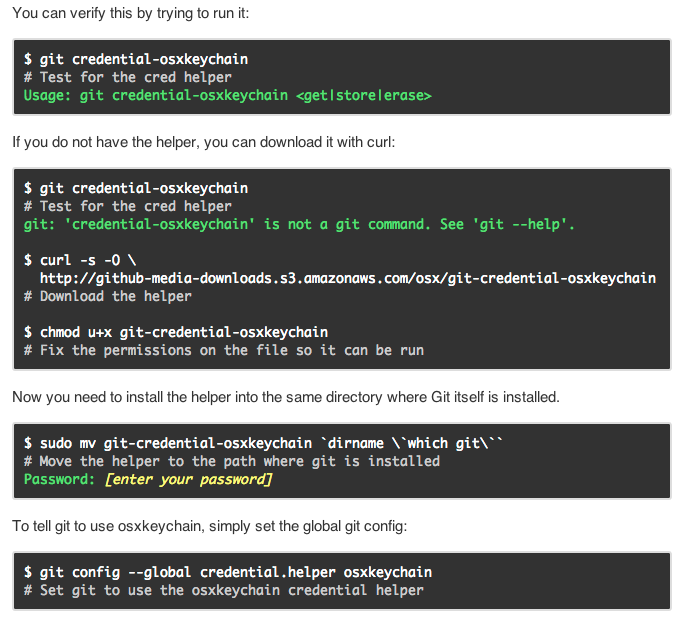 You can verify this by trying to run it:
$ git credential-osxkeychain
# Test for the cred helper
Usage: git credential-osxkeychain <get|store|erase>
If you do not have the helper, you can download it with curl:
$ git credential-osxkeychain
# Test for the cred helper
git: 'credential-osxkeychain' is not a git command. See 'git --help'.
$ curl -s -O \
http://github-media-downloads.s3.amazonaws.com/osx/git-credential-osxkeychain
# Download the helper
$ chmod u+x git-credential-osxkeychain
# Fix the permissions on the file so it can be run
Now you need to install the helper into the same directory where Git itself is installed.
$ sudo mv git-credential-osxkeychain `dirname \`which git\``
# Move the helper to the path where git is installed
Password: [enter your password]
To tell git to use osxkeychain, simply set the global git config:
$ git config --global credential.helper osxkeychain
# Set git to use the osxkeychain credential helper